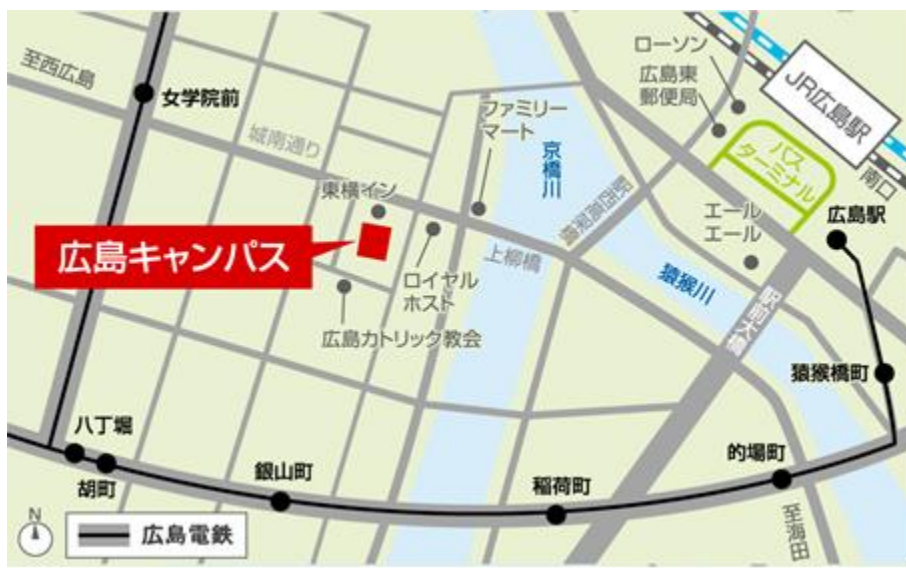 至西広島
女学院前
城南通り
東横イン
広島キャンパス
ロイヤル
ホスト
広島カトリック教会
ファミリー
マート
京橋川
上柳橋
駅西高架橋
ローソン
広島東
郵便局
JR広島駅
バス
ターミナル
南口
広島駅
エール
エール
猿猴川
駅前大橋
猿猴橋町
八丁堀
胡町
銀山町
稲荷町
的場町
至海田
N
広島電鉄